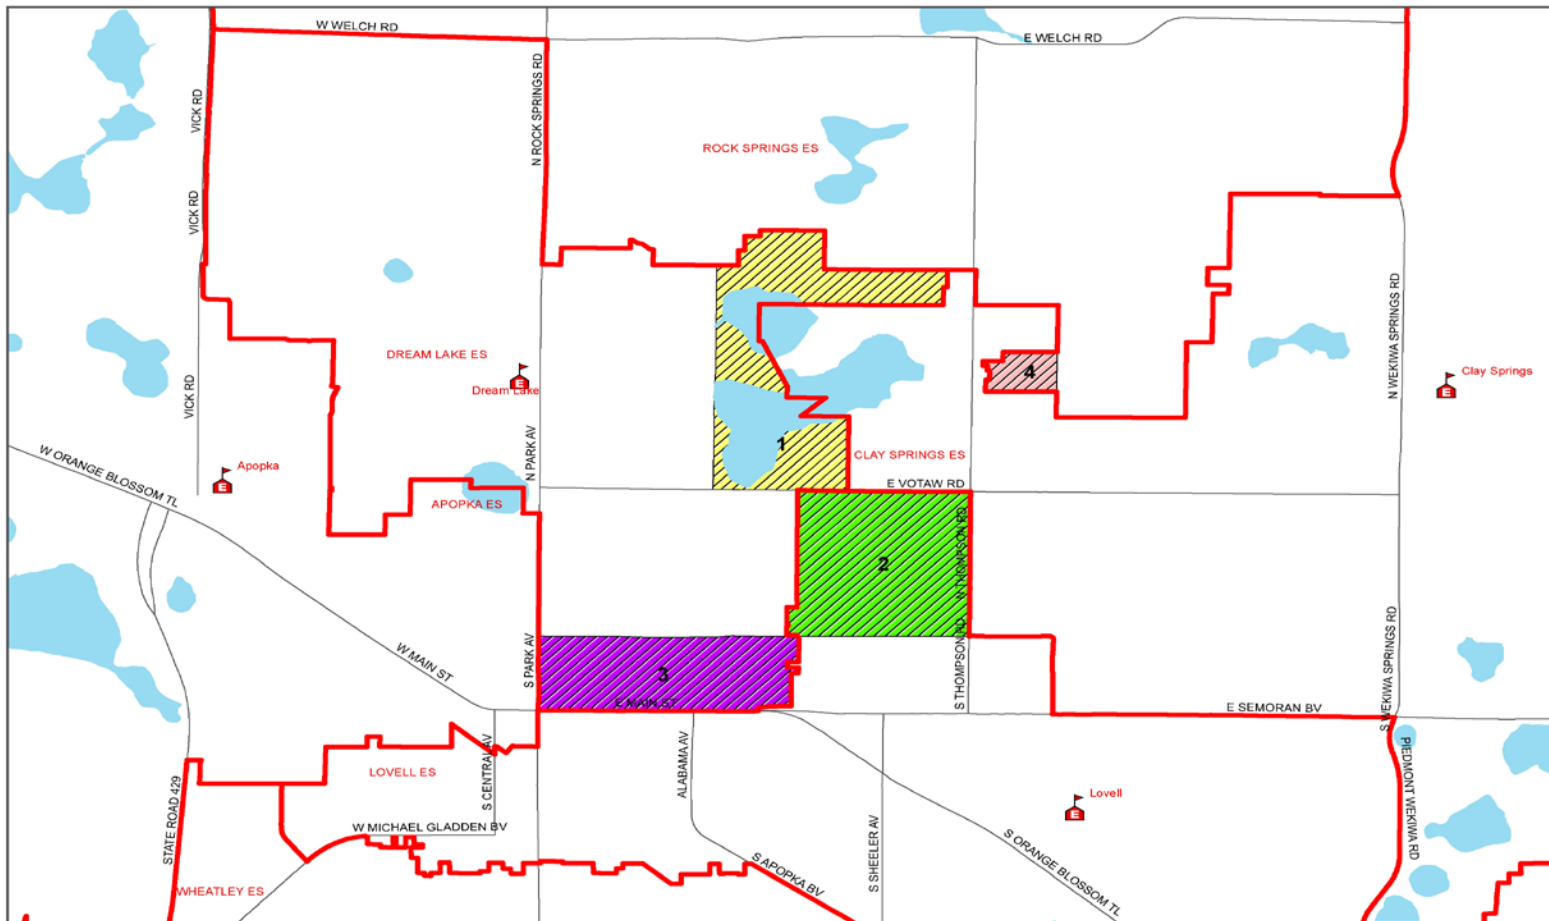 W WELCH RD
E WELCH RD
VICK RD
N ROCK SPRINGS RD
ROCK SPRINGS ES
VICK RD
N WEKIWA SPRINGS RD
DREAM LAKE ES
Dream Lake
E
4
Clay Springs
E
VICK RD
N PARK AV
1
CLAY SPRINGS ES
W ORANGE BLOSSOM TL
Apopka
E
E VOTAW RD
APOPKA ES
N THOMPSON RD
2
W MAIN ST
S PARK AV
3
E MAIN ST
S THOMPSON RD
S WEKIWA SPRINGS RD
E SEMORAN BV
S CENTRAL AV
ALABAMA AV
PIEDMONT WEKIWA RD
LOVELL ES
Lovell
E
STATE ROAD 429
W MICHAEL GLADDEN BV
S SHEELER AV
S APOPKA BV
S ORANGE BLOSSOM TL
WHEATLEY ES